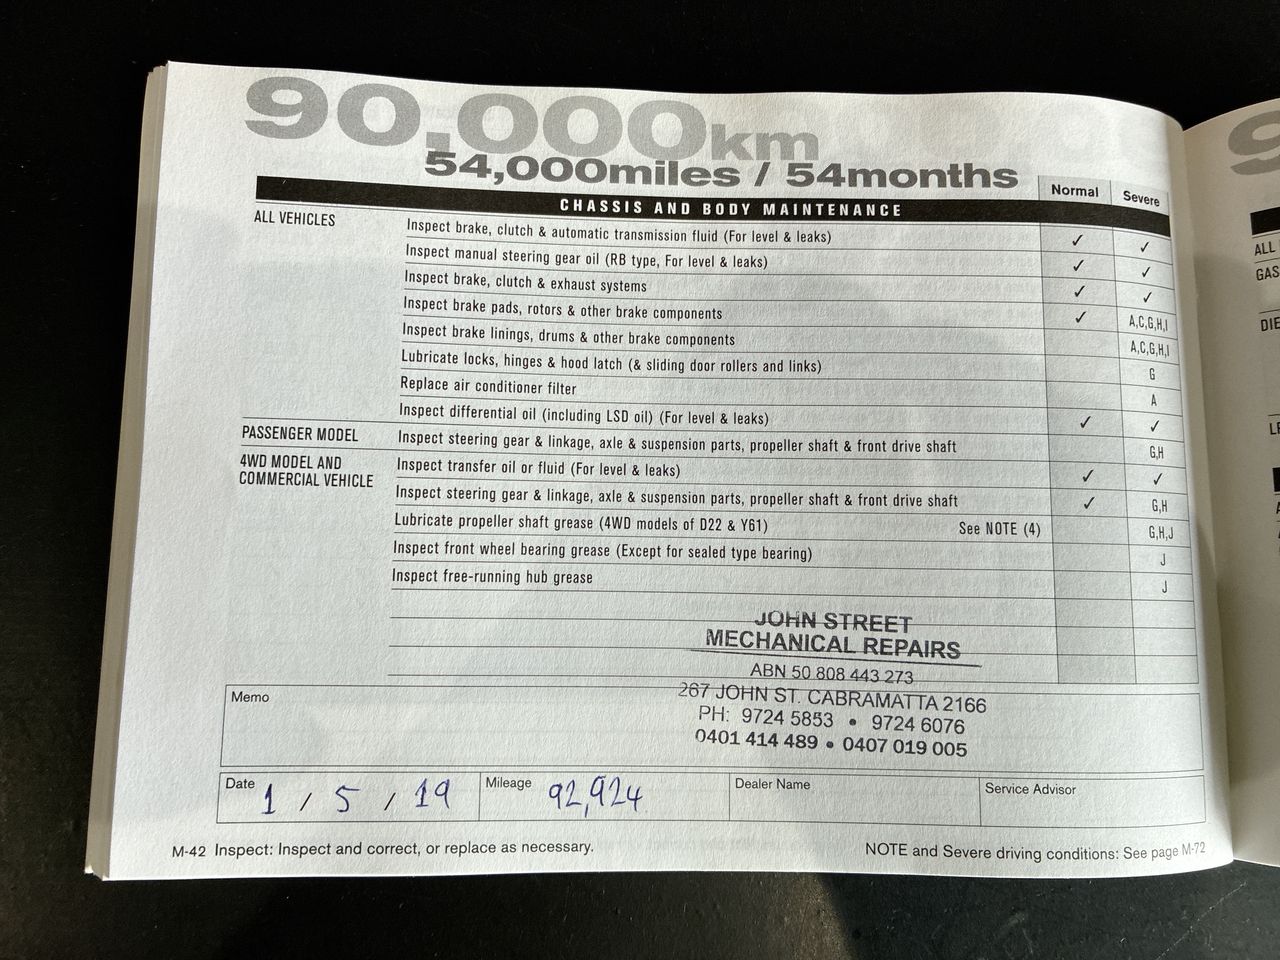 90,000km
54,000miles / 54months
Normal Severe
CHASSIS AND BODY MAINTENANCE
ALL VEHICLES Inspect brake, clutch & automatic transmission fluid (For level & leaks) ✓ ✓
Inspect manual steering gear oil (RB type, For level & leaks) ✓ ✓
Inspect brake, clutch & exhaust systems ✓ ✓
Inspect brake pads, rotors & other brake components ✓ A,C,G,H,I
Inspect brake linings, drums & other brake components A,C,G,H,I
Lubricate locks, hinges & hood latch (& sliding door rollers and links) G
Replace air conditioner filter A
Inspect differential oil (including LSD oil) (For level & leaks) ✓ ✓
PASSENGER MODEL Inspect steering gear & linkage, axle & suspension parts, propeller shaft & front drive shaft G,H
4WD MODEL AND
COMMERCIAL VEHICLE
Inspect transfer oil or fluid (For level & leaks) ✓ ✓
Inspect steering gear & linkage, axle & suspension parts, propeller shaft & front drive shaft ✓ G,H
Lubricate propeller shaft grease (4WD models of D22 & Y61) See NOTE (4) G,H,J
Inspect front wheel bearing grease (Except for sealed type bearing) J
Inspect free-running hub grease J
JOHN STREET
MECHANICAL REPAIRS
ABN 50 808 443 273
267 JOHN ST. CABRAMATTA 2166
PH: 9724 5853 • 9724 6076
0401 414 489 • 0407 019 005
Memo
Date 1 / 5 / 19 Mileage 92,924 Dealer Name Service Advisor
M-42 Inspect: Inspect and correct, or replace as necessary. NOTE and Severe driving conditions: See page M-72
9
ALL
GAS
DIE